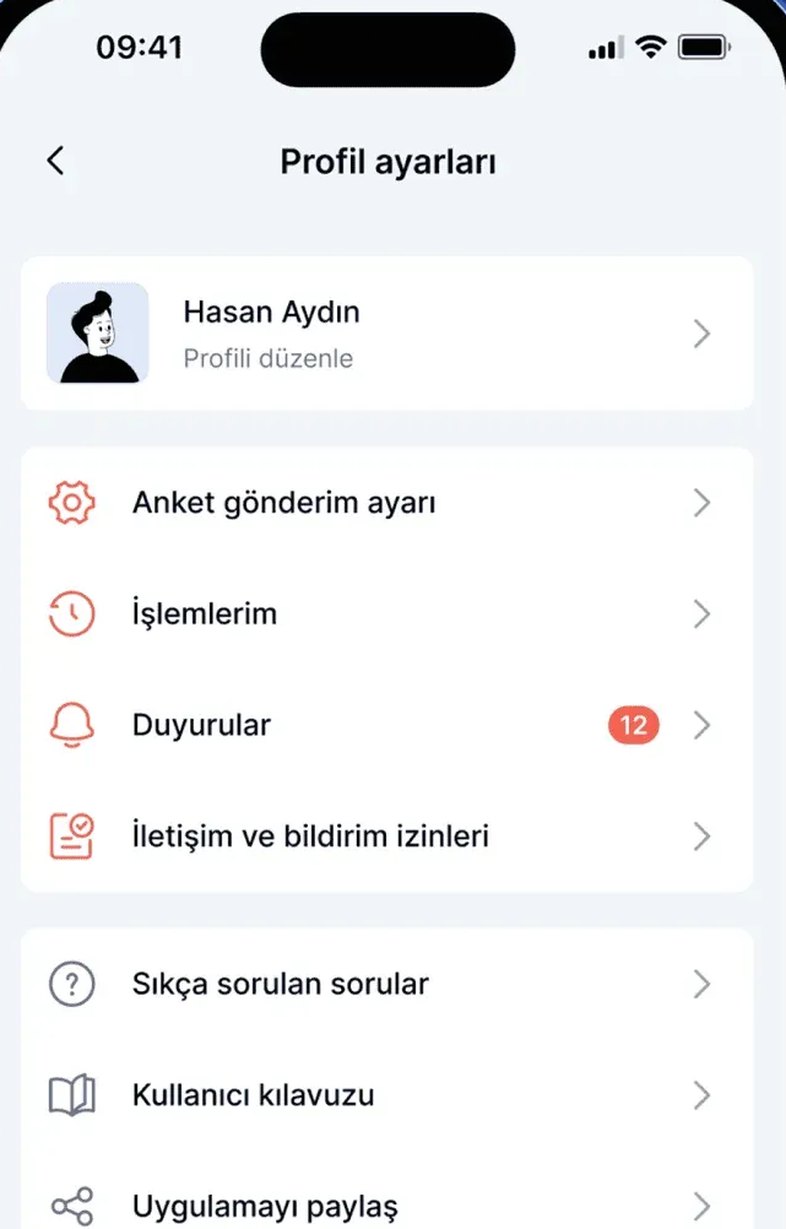 09:41
Profil ayarları
Hasan Aydın
Profili düzenle
Anket gönderim ayarı
İşlemlerim
Duyurular
12
İletişim ve bildirim izinleri
Sıkça sorulan sorular
Kullanıcı kılavuzu
Uygulamayı paylaş